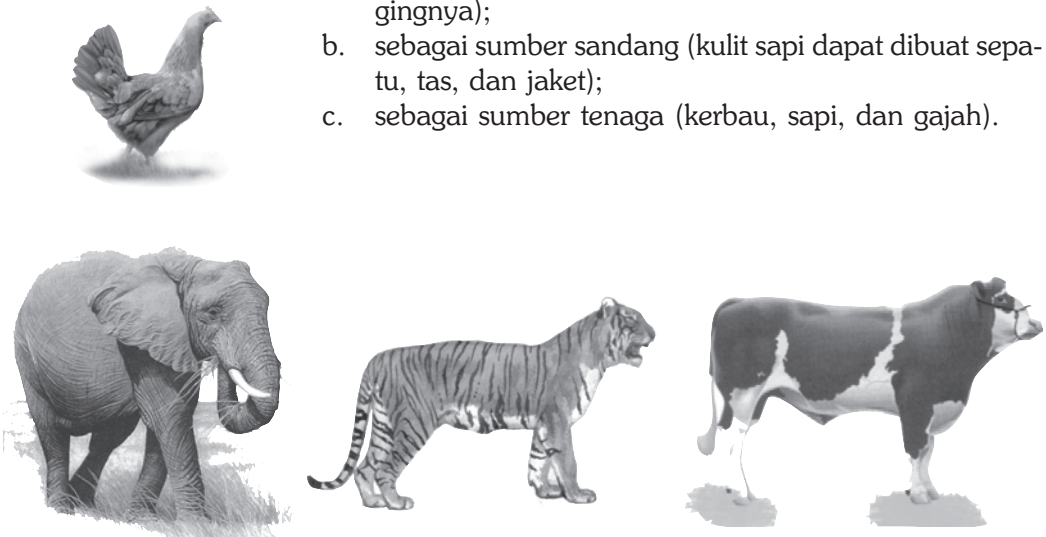 gingnya);
b. sebagai sumber sandang (kulit sapi dapat dibuat sepa-
tu, tas, dan jaket);
c. sebagai sumber tenaga (kerbau, sapi, dan gajah).